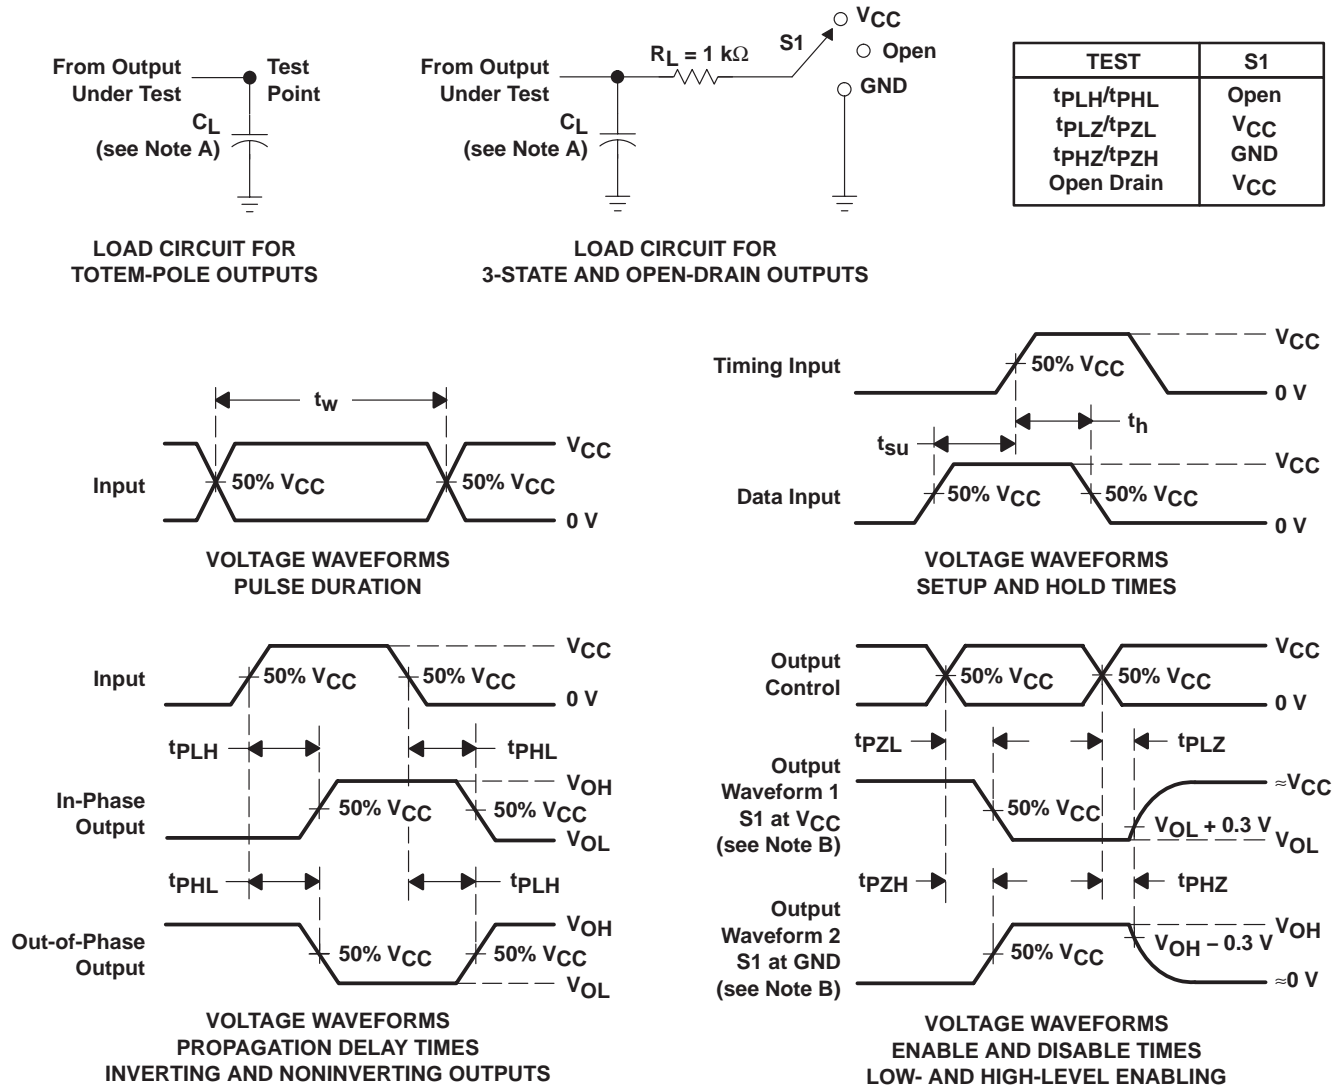 From Output
Under Test
Test
Point
CL
(see Note A)
LOAD CIRCUIT FOR
TOTEM-POLE OUTPUTS
From Output
Under Test
RL = 1 kΩ
S1
VCC
Open
GND
CL
(see Note A)
LOAD CIRCUIT FOR
3-STATE AND OPEN-DRAIN OUTPUTS
TEST S1
tPLH/tPHL Open
tPLZ/tPZL VCC
tPHZ/tPZH GND
Open Drain VCC
tw
Input
50% VCC
50% VCC
VCC
0 V
VOLTAGE WAVEFORMS
PULSE DURATION
Timing Input
50% VCC
VCC
0 V
tsu
th
Data Input
50% VCC
50% VCC
VCC
0 V
VOLTAGE WAVEFORMS
SETUP AND HOLD TIMES
Input
50% VCC
50% VCC
VCC
0 V
tPLH
tPHL
In-Phase
Output
50% VCC
50% VCC
VOH
VOL
tPHL
tPLH
Out-of-Phase
Output
50% VCC
50% VCC
VOH
VOL
VOLTAGE WAVEFORMS
PROPAGATION DELAY TIMES
INVERTING AND NONINVERTING OUTPUTS
Output
Control
50% VCC
50% VCC
VCC
0 V
tPZL
tPLZ
Output
Waveform 1
S1 at VCC
(see Note B)
50% VCC
≈VCC
VOL + 0.3 V
VOL
tPZH
tPHZ
Output
Waveform 2
S1 at GND
(see Note B)
50% VCC
VOH
VOH − 0.3 V
≈0 V
VOLTAGE WAVEFORMS
ENABLE AND DISABLE TIMES
LOW- AND HIGH-LEVEL ENABLING